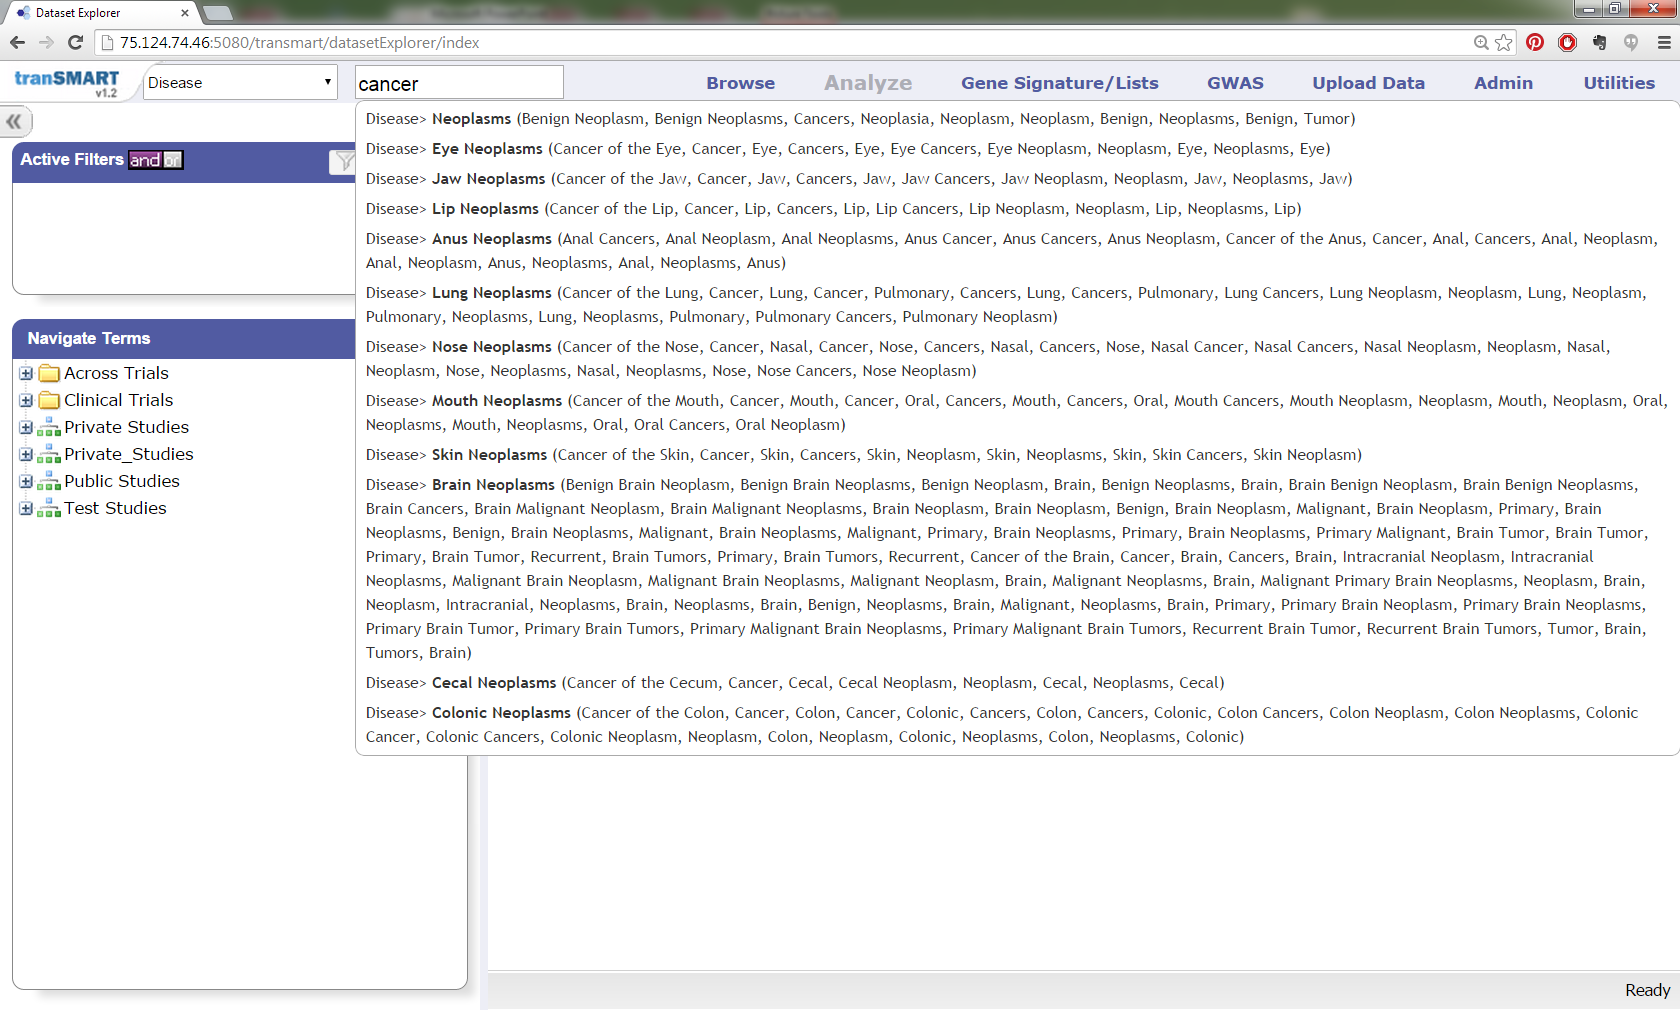 Dataset Explorer
75.124.74.46:5080/transmart/datasetExplorer/index
tranSMART
v1.2
Disease
cancer
Browse
Analyze
Gene Signature/Lists
GWAS
Upload Data
Admin
Utilities
Active Filters and or
Navigate Terms
Across Trials
Clinical Trials
Private Studies
Private_Studies
Public Studies
Test Studies
Disease> Neoplasms (Benign Neoplasm, Benign Neoplasms, Cancers, Neoplasia, Neoplasm, Neoplasm, Benign, Neoplasms, Benign, Tumor)
Disease> Eye Neoplasms (Cancer of the Eye, Cancer, Eye, Cancers, Eye, Eye Cancers, Eye Neoplasm, Neoplasm, Eye, Neoplasms, Eye)
Disease> Jaw Neoplasms (Cancer of the Jaw, Cancer, Jaw, Cancers, Jaw, Jaw Cancers, Jaw Neoplasm, Neoplasm, Jaw, Neoplasms, Jaw)
Disease> Lip Neoplasms (Cancer of the Lip, Cancer, Lip, Cancers, Lip, Lip Cancers, Lip Neoplasm, Neoplasm, Lip, Neoplasms, Lip)
Disease> Anus Neoplasms (Anal Cancers, Anal Neoplasm, Anal Neoplasms, Anus Cancer, Anus Cancers, Anus Neoplasm, Cancer of the Anus, Cancer, Anal, Cancers, Anal, Neoplasm,
Anal, Neoplasm, Anus, Neoplasms, Anal, Neoplasms, Anus)
Disease> Lung Neoplasms (Cancer of the Lung, Cancer, Lung, Cancer, Pulmonary, Cancers, Lung, Cancers, Pulmonary, Lung Cancers, Lung Neoplasm, Neoplasm, Lung, Neoplasm,
Pulmonary, Neoplasms, Lung, Neoplasms, Pulmonary, Pulmonary Cancers, Pulmonary Neoplasm)
Disease> Nose Neoplasms (Cancer of the Nose, Cancer, Nasal, Cancer, Nose, Cancers, Nasal, Cancers, Nose, Nasal Cancer, Nasal Cancers, Nasal Neoplasm, Neoplasm, Nasal,
Neoplasm, Nose, Neoplasms, Nasal, Neoplasms, Nose, Nose Cancers, Nose Neoplasm)
Disease> Mouth Neoplasms (Cancer of the Mouth, Cancer, Mouth, Cancer, Oral, Cancers, Mouth, Cancers, Oral, Mouth Cancers, Mouth Neoplasm, Neoplasm, Mouth, Neoplasm, Oral,
Neoplasms, Mouth, Neoplasms, Oral, Oral Cancers, Oral Neoplasm)
Disease> Skin Neoplasms (Cancer of the Skin, Cancer, Skin, Cancers, Skin, Neoplasm, Skin, Neoplasms, Skin, Skin Cancers, Skin Neoplasm)
Disease> Brain Neoplasms (Benign Brain Neoplasm, Benign Brain Neoplasms, Benign Neoplasm, Brain, Benign Neoplasms, Brain, Brain Benign Neoplasm, Brain Benign Neoplasms,
Brain Cancers, Brain Malignant Neoplasm, Brain Malignant Neoplasms, Brain Neoplasm, Brain Neoplasm, Benign, Brain Neoplasm, Malignant, Brain Neoplasm, Primary, Brain
Neoplasms, Benign, Brain Neoplasms, Malignant, Brain Neoplasms, Malignant, Primary, Brain Neoplasms, Primary, Brain Neoplasms, Primary Malignant, Brain Tumor, Brain Tumor,
Primary, Brain Tumor, Recurrent, Brain Tumors, Primary, Brain Tumors, Recurrent, Cancer of the Brain, Cancer, Brain, Cancers, Brain, Intracranial Neoplasm, Intracranial
Neoplasms, Malignant Brain Neoplasm, Malignant Brain Neoplasms, Malignant Neoplasm, Brain, Malignant Neoplasms, Brain, Malignant Primary Brain Neoplasms, Neoplasm, Brain,
Neoplasm, Intracranial, Neoplasms, Brain, Neoplasms, Brain, Benign, Neoplasms, Brain, Malignant, Neoplasms, Brain, Primary, Primary Brain Neoplasm, Primary Brain Neoplasms,
Primary Brain Tumor, Primary Brain Tumors, Primary Malignant Brain Neoplasms, Primary Malignant Brain Tumors, Recurrent Brain Tumor, Recurrent Brain Tumors, Tumor, Brain,
Tumors, Brain)
Disease> Cecal Neoplasms (Cancer of the Cecum, Cancer, Cecal, Cecal Neoplasm, Neoplasm, Cecal, Neoplasms, Cecal)
Disease> Colonic Neoplasms (Cancer of the Colon, Cancer, Colon, Cancer, Colonic, Cancers, Colon, Cancers, Colonic, Colon Cancers, Colon Neoplasm, Colon Neoplasms, Colonic
Cancer, Colonic Cancers, Colonic Neoplasm, Neoplasm, Colon, Neoplasm, Colonic, Neoplasms, Colon, Neoplasms, Colonic)
Ready